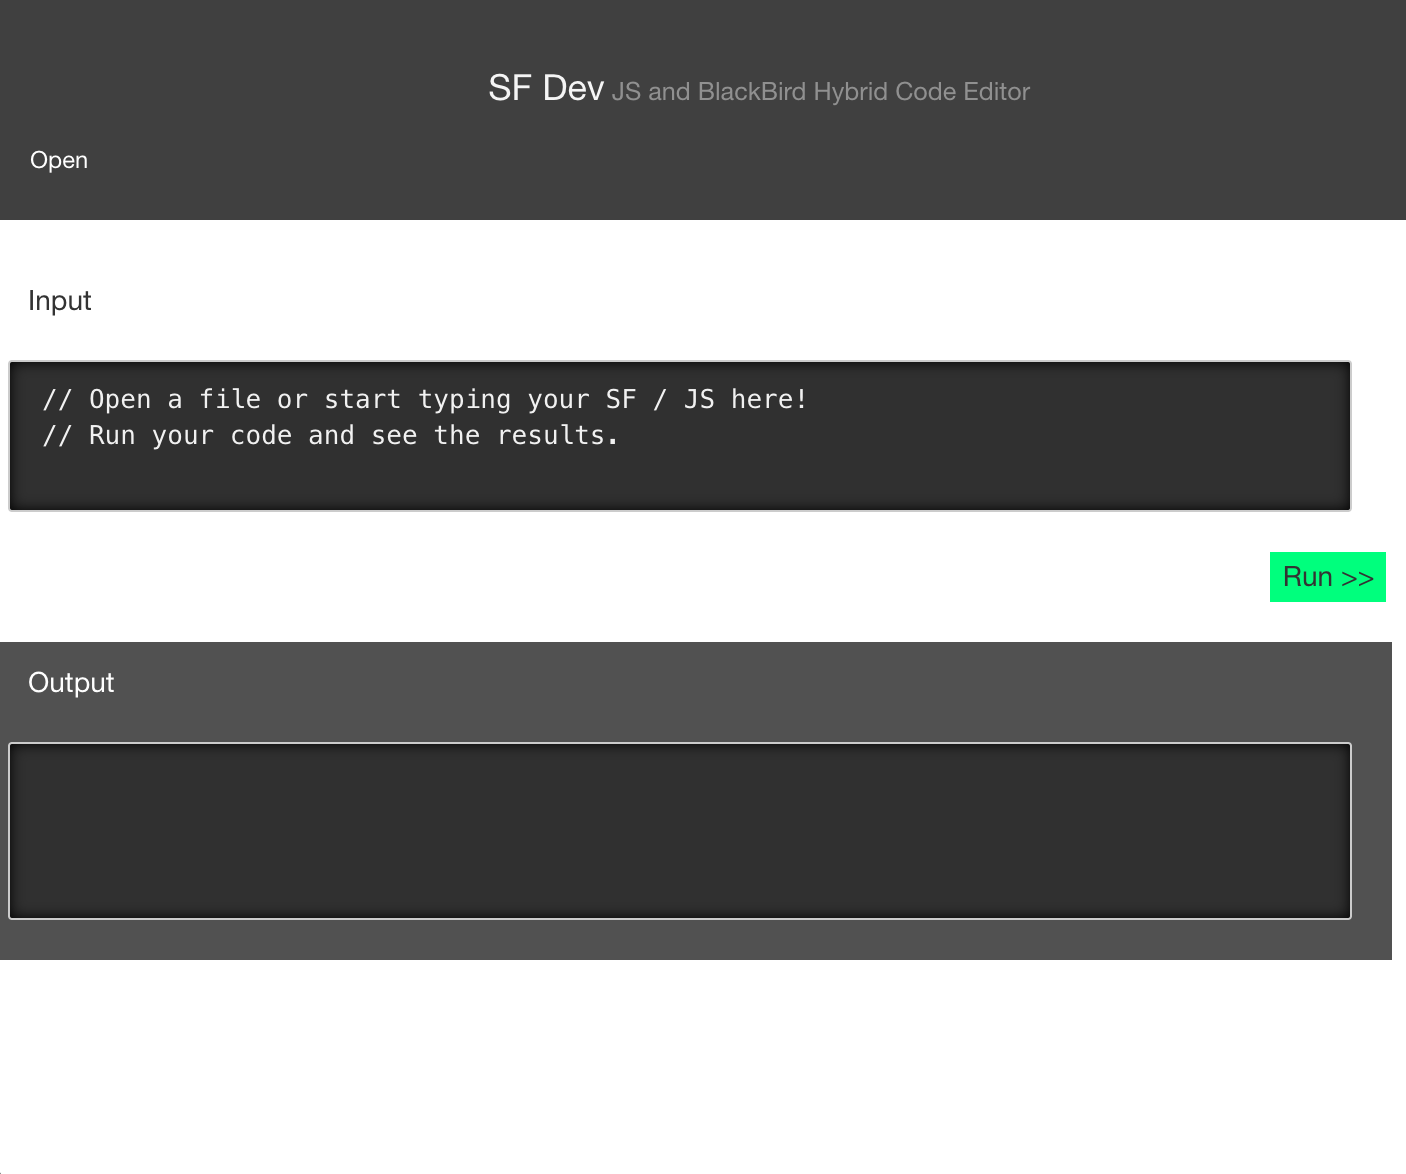 SF Dev JS and BlackBird Hybrid Code Editor
Open
Input
// Open a file or start typing your SF / JS here!
// Run your code and see the results.
Run >>
Output